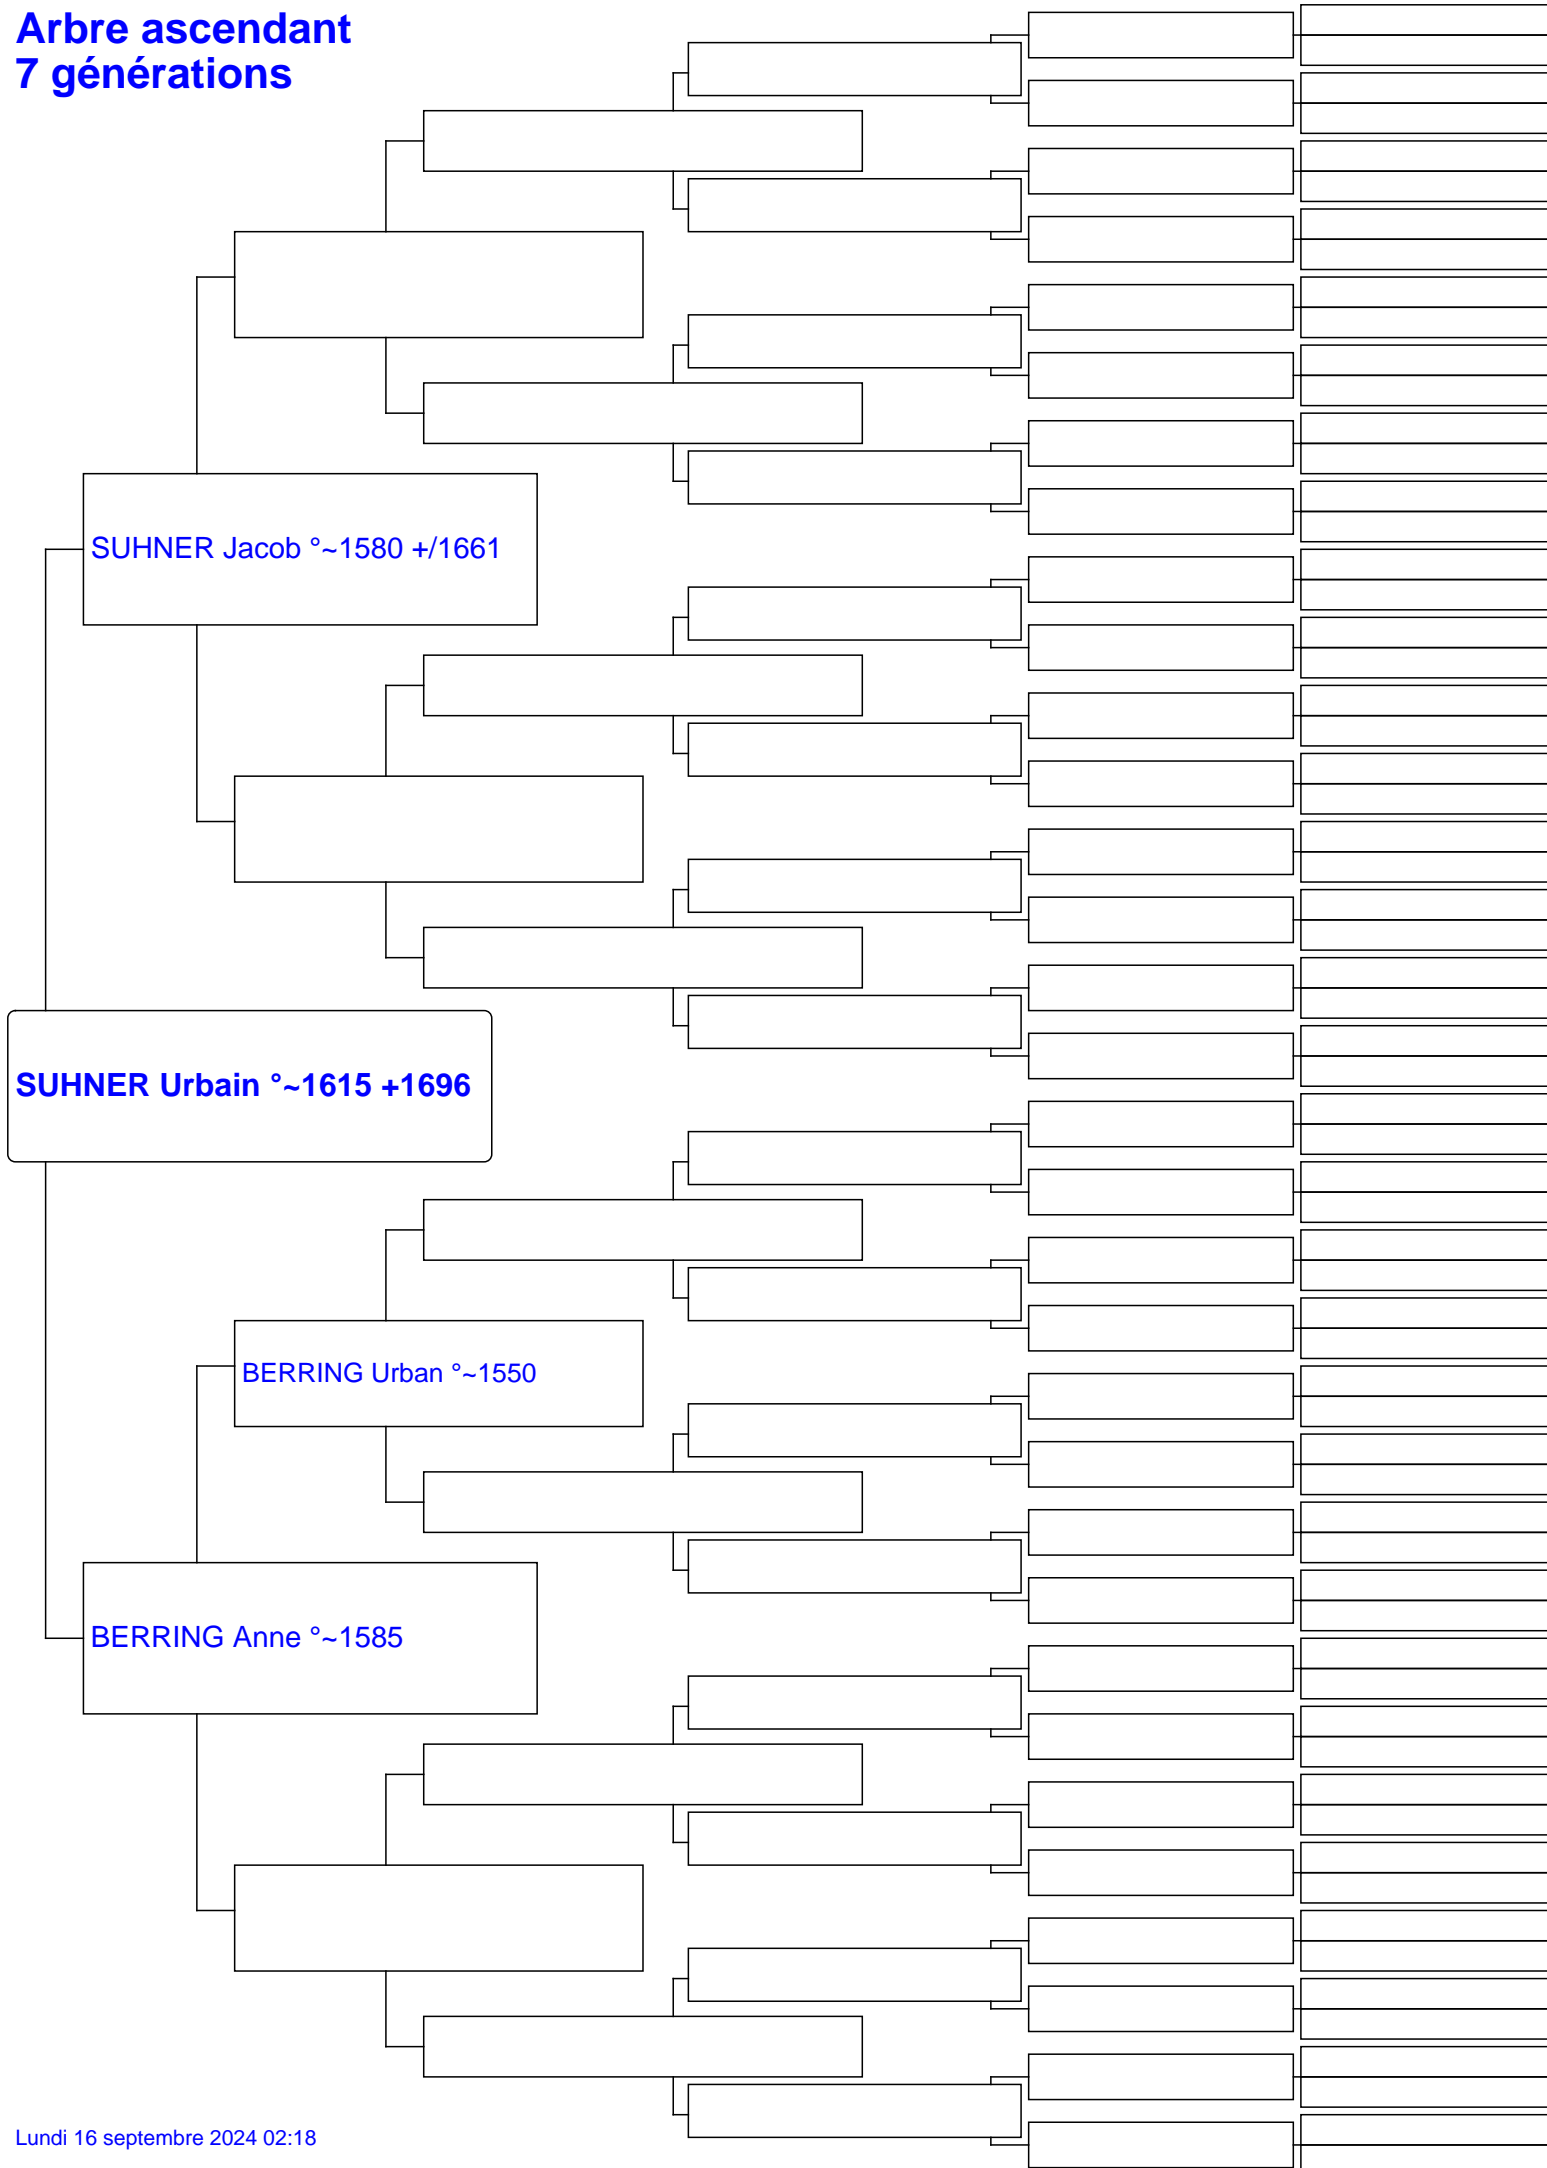 Arbre ascendant
7 générations
SUHNER Jacob °~1580 +/1661
SUHNER Urbain °~1615 +1696
BERRING Urban °~1550
BERRING Anne °~1585
Lundi 16 septembre 2024 02:18